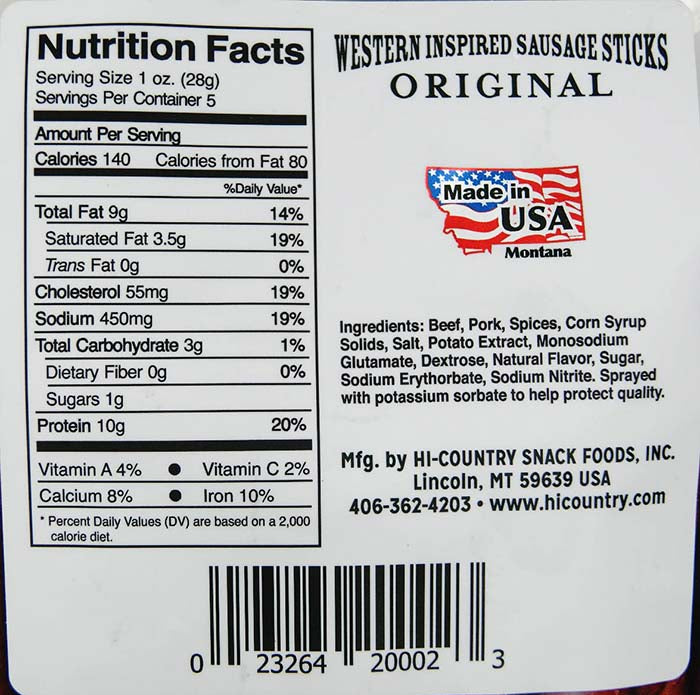 Nutrition Facts
Serving Size 1 oz. (28g)
Servings Per Container 5
Amount Per Serving
Calories 140 Calories from Fat 80
%Daily Value*
Total Fat 9g 14%
Saturated Fat 3.5g 19%
Trans Fat 0g 0%
Cholesterol 55mg 19%
Sodium 450mg 19%
Total Carbohydrate 3g 1%
Dietary Fiber 0g 0%
Sugars 1g
Protein 10g 20%
Vitamin A 4% ● Vitamin C 2%
Calcium 8% ● Iron 10%
* Percent Daily Values (DV) are based on a 2,000
calorie diet.
WESTERN INSPIRED SAUSAGE STICKS
ORIGINAL
Made in
USA
Montana
Ingredients: Beef, Pork, Spices, Corn Syrup
Solids, Salt, Potato Extract, Monosodium
Glutamate, Dextrose, Natural Flavor, Sugar,
Sodium Erythorbate, Sodium Nitrite. Sprayed
with potassium sorbate to help protect quality.
Mfg. by HI-COUNTRY SNACK FOODS, INC.
Lincoln, MT 59639 USA
406-362-4203 • www.hicountry.com
0 23264 20002 3